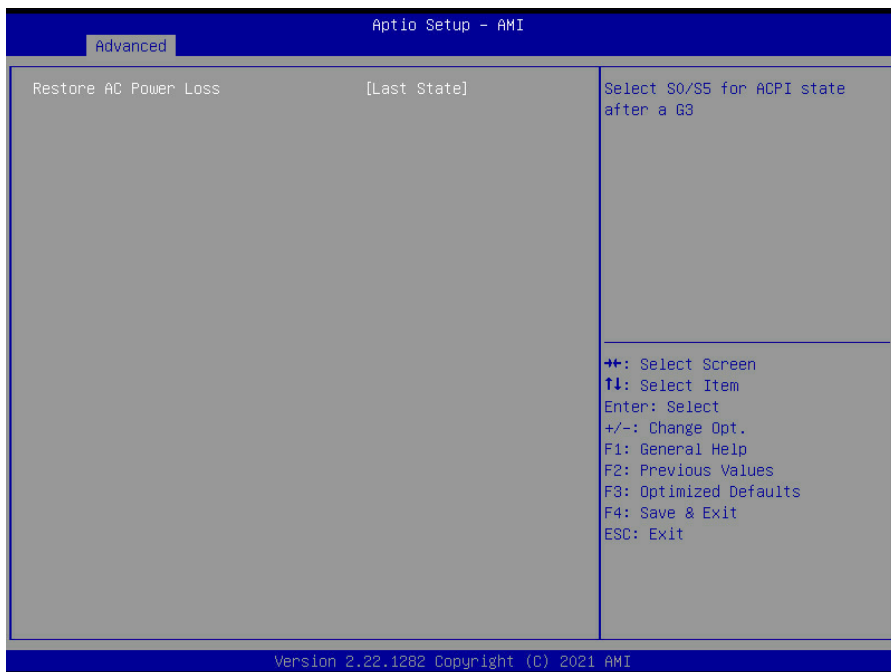 Aptio Setup – AMI
Advanced
Restore AC Power Loss [Last State]
Select S0/S5 for ACPI state
after a G3
→←: Select Screen
↑↓: Select Item
Enter: Select
+/-: Change Opt.
F1: General Help
F2: Previous Values
F3: Optimized Defaults
F4: Save & Exit
ESC: Exit
Version 2.22.1282 Copyright (C) 2021 AMI